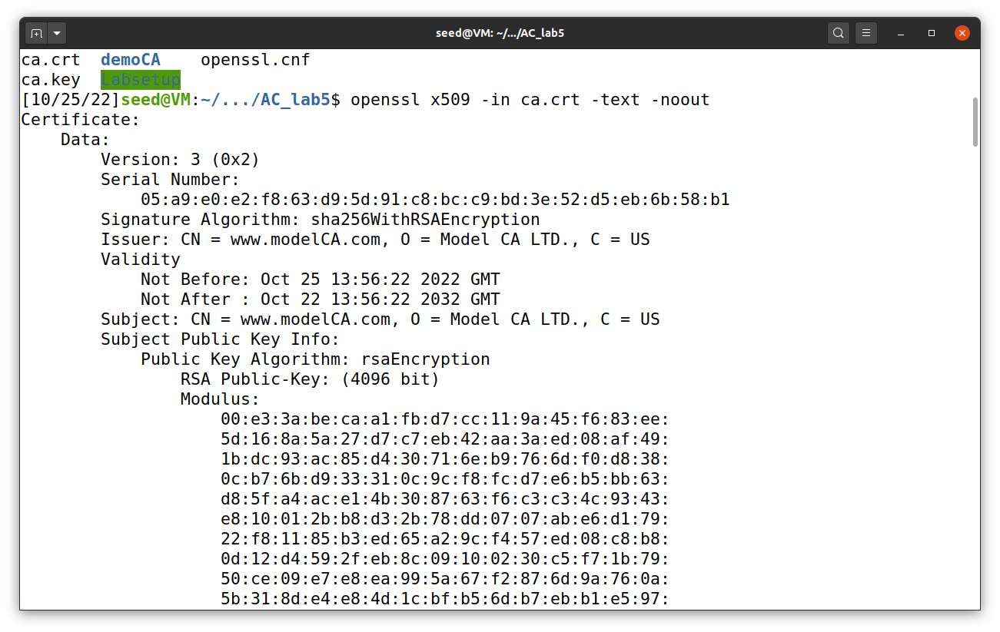 seed@VM: ~/.../AC_lab5
ca.crt  demoCA    openssl.cnf
ca.key  Labsetup
[10/25/22]seed@VM:~/.../AC_lab5$ openssl x509 -in ca.crt -text -noout
Certificate:
    Data:
        Version: 3 (0x2)
        Serial Number:
            05:a9:e0:e2:f8:63:d9:5d:91:c8:bc:c9:bd:3e:52:d5:eb:6b:58:b1
        Signature Algorithm: sha256WithRSAEncryption
        Issuer: CN = www.modelCA.com, O = Model CA LTD., C = US
        Validity
            Not Before: Oct 25 13:56:22 2022 GMT
            Not After : Oct 22 13:56:22 2032 GMT
        Subject: CN = www.modelCA.com, O = Model CA LTD., C = US
        Subject Public Key Info:
            Public Key Algorithm: rsaEncryption
                RSA Public-Key: (4096 bit)
                Modulus:
                    00:e3:3a:be:ca:a1:fb:d7:cc:11:9a:45:f6:83:ee:
                    5d:16:8a:5a:27:d7:c7:eb:42:aa:3a:ed:08:af:49:
                    1b:dc:93:ac:85:d4:30:71:6e:b9:76:6d:f0:d8:38:
                    0c:b7:6b:d9:33:31:0c:9c:f8:fc:d7:e6:b5:bb:63:
                    d8:5f:a4:ac:e1:4b:30:87:63:f6:c3:c3:4c:93:43:
                    e8:10:01:2b:b8:d3:2b:78:dd:07:07:ab:e6:d1:79:
                    22:f8:11:85:b3:ed:65:a2:9c:f4:57:ed:08:c8:b8:
                    0d:12:d4:59:2f:eb:8c:09:10:02:30:c5:f7:1b:79:
                    50:ce:09:e7:e8:ea:99:5a:67:f2:87:6d:9a:76:0a:
                    5b:31:8d:e4:e8:4d:1c:bf:b5:6d:b7:eb:b1:e5:97: